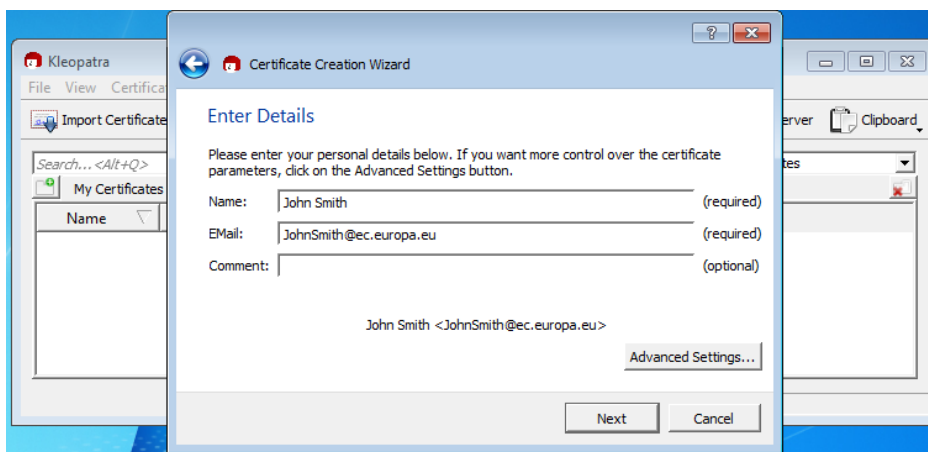 Kleopatra
File View Certifica
Import Certificate
Search...<Alt+Q>
My Certificates
Name
Certificate Creation Wizard
Enter Details
Please enter your personal details below. If you want more control over the certificate
parameters, click on the Advanced Settings button.
Name: John Smith (required)
EMail: JohnSmith@ec.europa.eu (required)
Comment: (optional)
John Smith <JohnSmith@ec.europa.eu>
Advanced Settings...
Next Cancel
erver Clipboard
tes